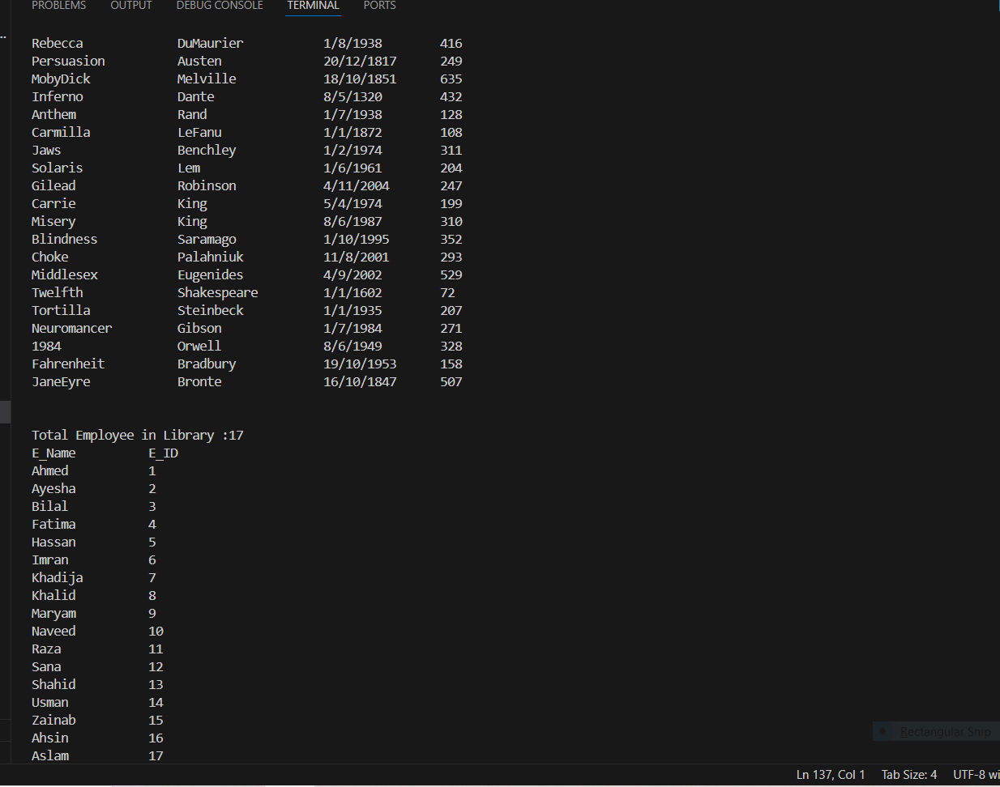 PROBLEMS OUTPUT DEBUG CONSOLE TERMINAL PORTS
Rebecca DuMaurier 1/8/1938 416
Persuasion Austen 20/12/1817 249
MobyDick Melville 18/10/1851 635
Inferno Dante 8/5/1320 432
Anthem Rand 1/7/1938 128
Carmilla LeFanu 1/1/1872 108
Jaws Benchley 1/2/1974 311
Solaris Lem 1/6/1961 204
Gilead Robinson 4/11/2004 247
Carrie King 5/4/1974 199
Misery King 8/6/1987 310
Blindness Saramago 1/10/1995 352
Choke Palahniuk 11/8/2001 293
Middlesex Eugenides 4/9/2002 529
Twelfth Shakespeare 1/1/1602 72
Tortilla Steinbeck 1/1/1935 207
Neuromancer Gibson 1/7/1984 271
1984 Orwell 8/6/1949 328
Fahrenheit Bradbury 19/10/1953 158
JaneEyre Bronte 16/10/1847 507
Total Employee in Library :17
E_Name E_ID
Ahmed 1
Ayesha 2
Bilal 3
Fatima 4
Hassan 5
Imran 6
Khadija 7
Khalid 8
Maryam 9
Naveed 10
Raza 11
Sana 12
Shahid 13
Usman 14
Zainab 15
Ahsin 16
Aslam 17
Rectangular Snip
Ln 137, Col 1 Tab Size: 4 UTF-8 wi